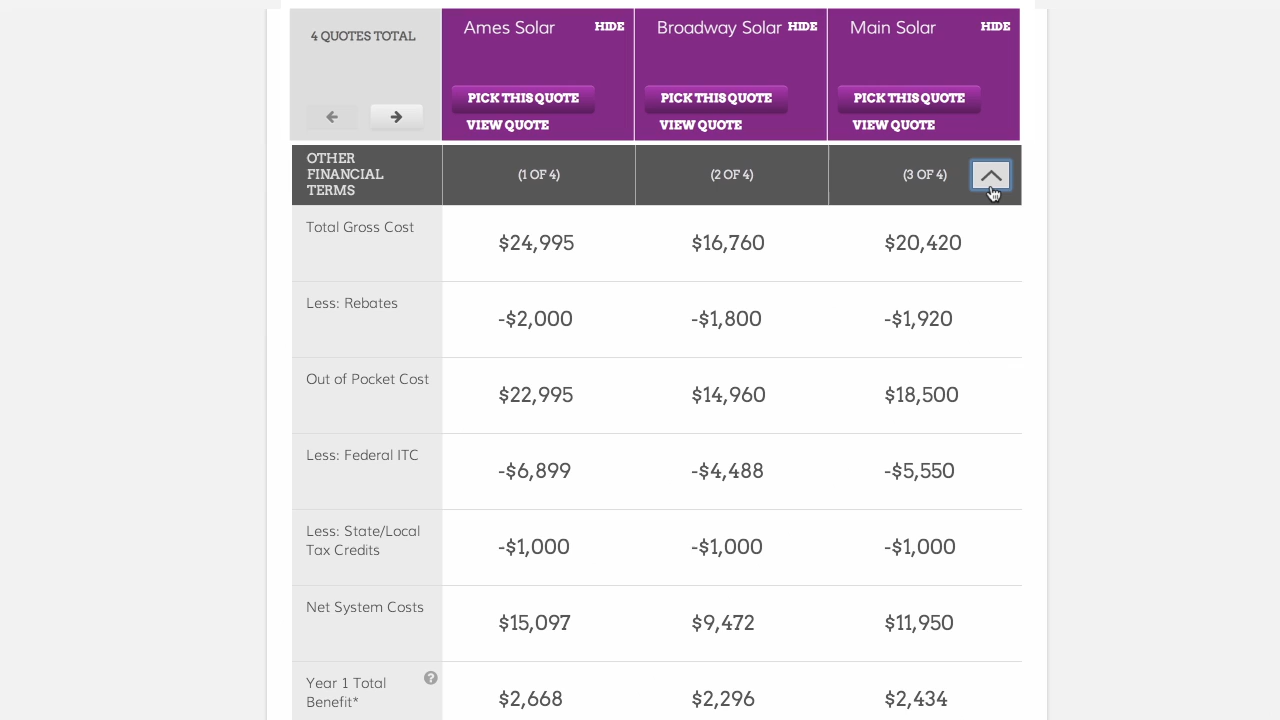 4 QUOTES TOTAL
Ames Solar HIDE
Broadway Solar HIDE
Main Solar HIDE
PICK THIS QUOTE
PICK THIS QUOTE
PICK THIS QUOTE
VIEW QUOTE
VIEW QUOTE
VIEW QUOTE
OTHER
FINANCIAL
TERMS
(1 OF 4)
(2 OF 4)
(3 OF 4)
Total Gross Cost
$24,995
$16,760
$20,420
Less: Rebates
-$2,000
-$1,800
-$1,920
Out of Pocket Cost
$22,995
$14,960
$18,500
Less: Federal ITC
-$6,899
-$4,488
-$5,550
Less: State/Local
Tax Credits
-$1,000
-$1,000
-$1,000
Net System Costs
$15,097
$9,472
$11,950
Year 1 Total
Benefit*
?
$2,668
$2,296
$2,434